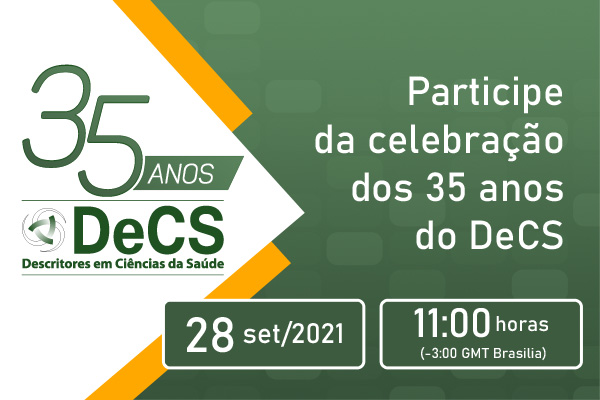 35 ANOS
DeCS
Descritores em Ciências da Saúde
Participe
da celebração
dos 35 anos
do DeCS
28 set/2021
11:00 horas
(-3:00 GMT Brasilia)